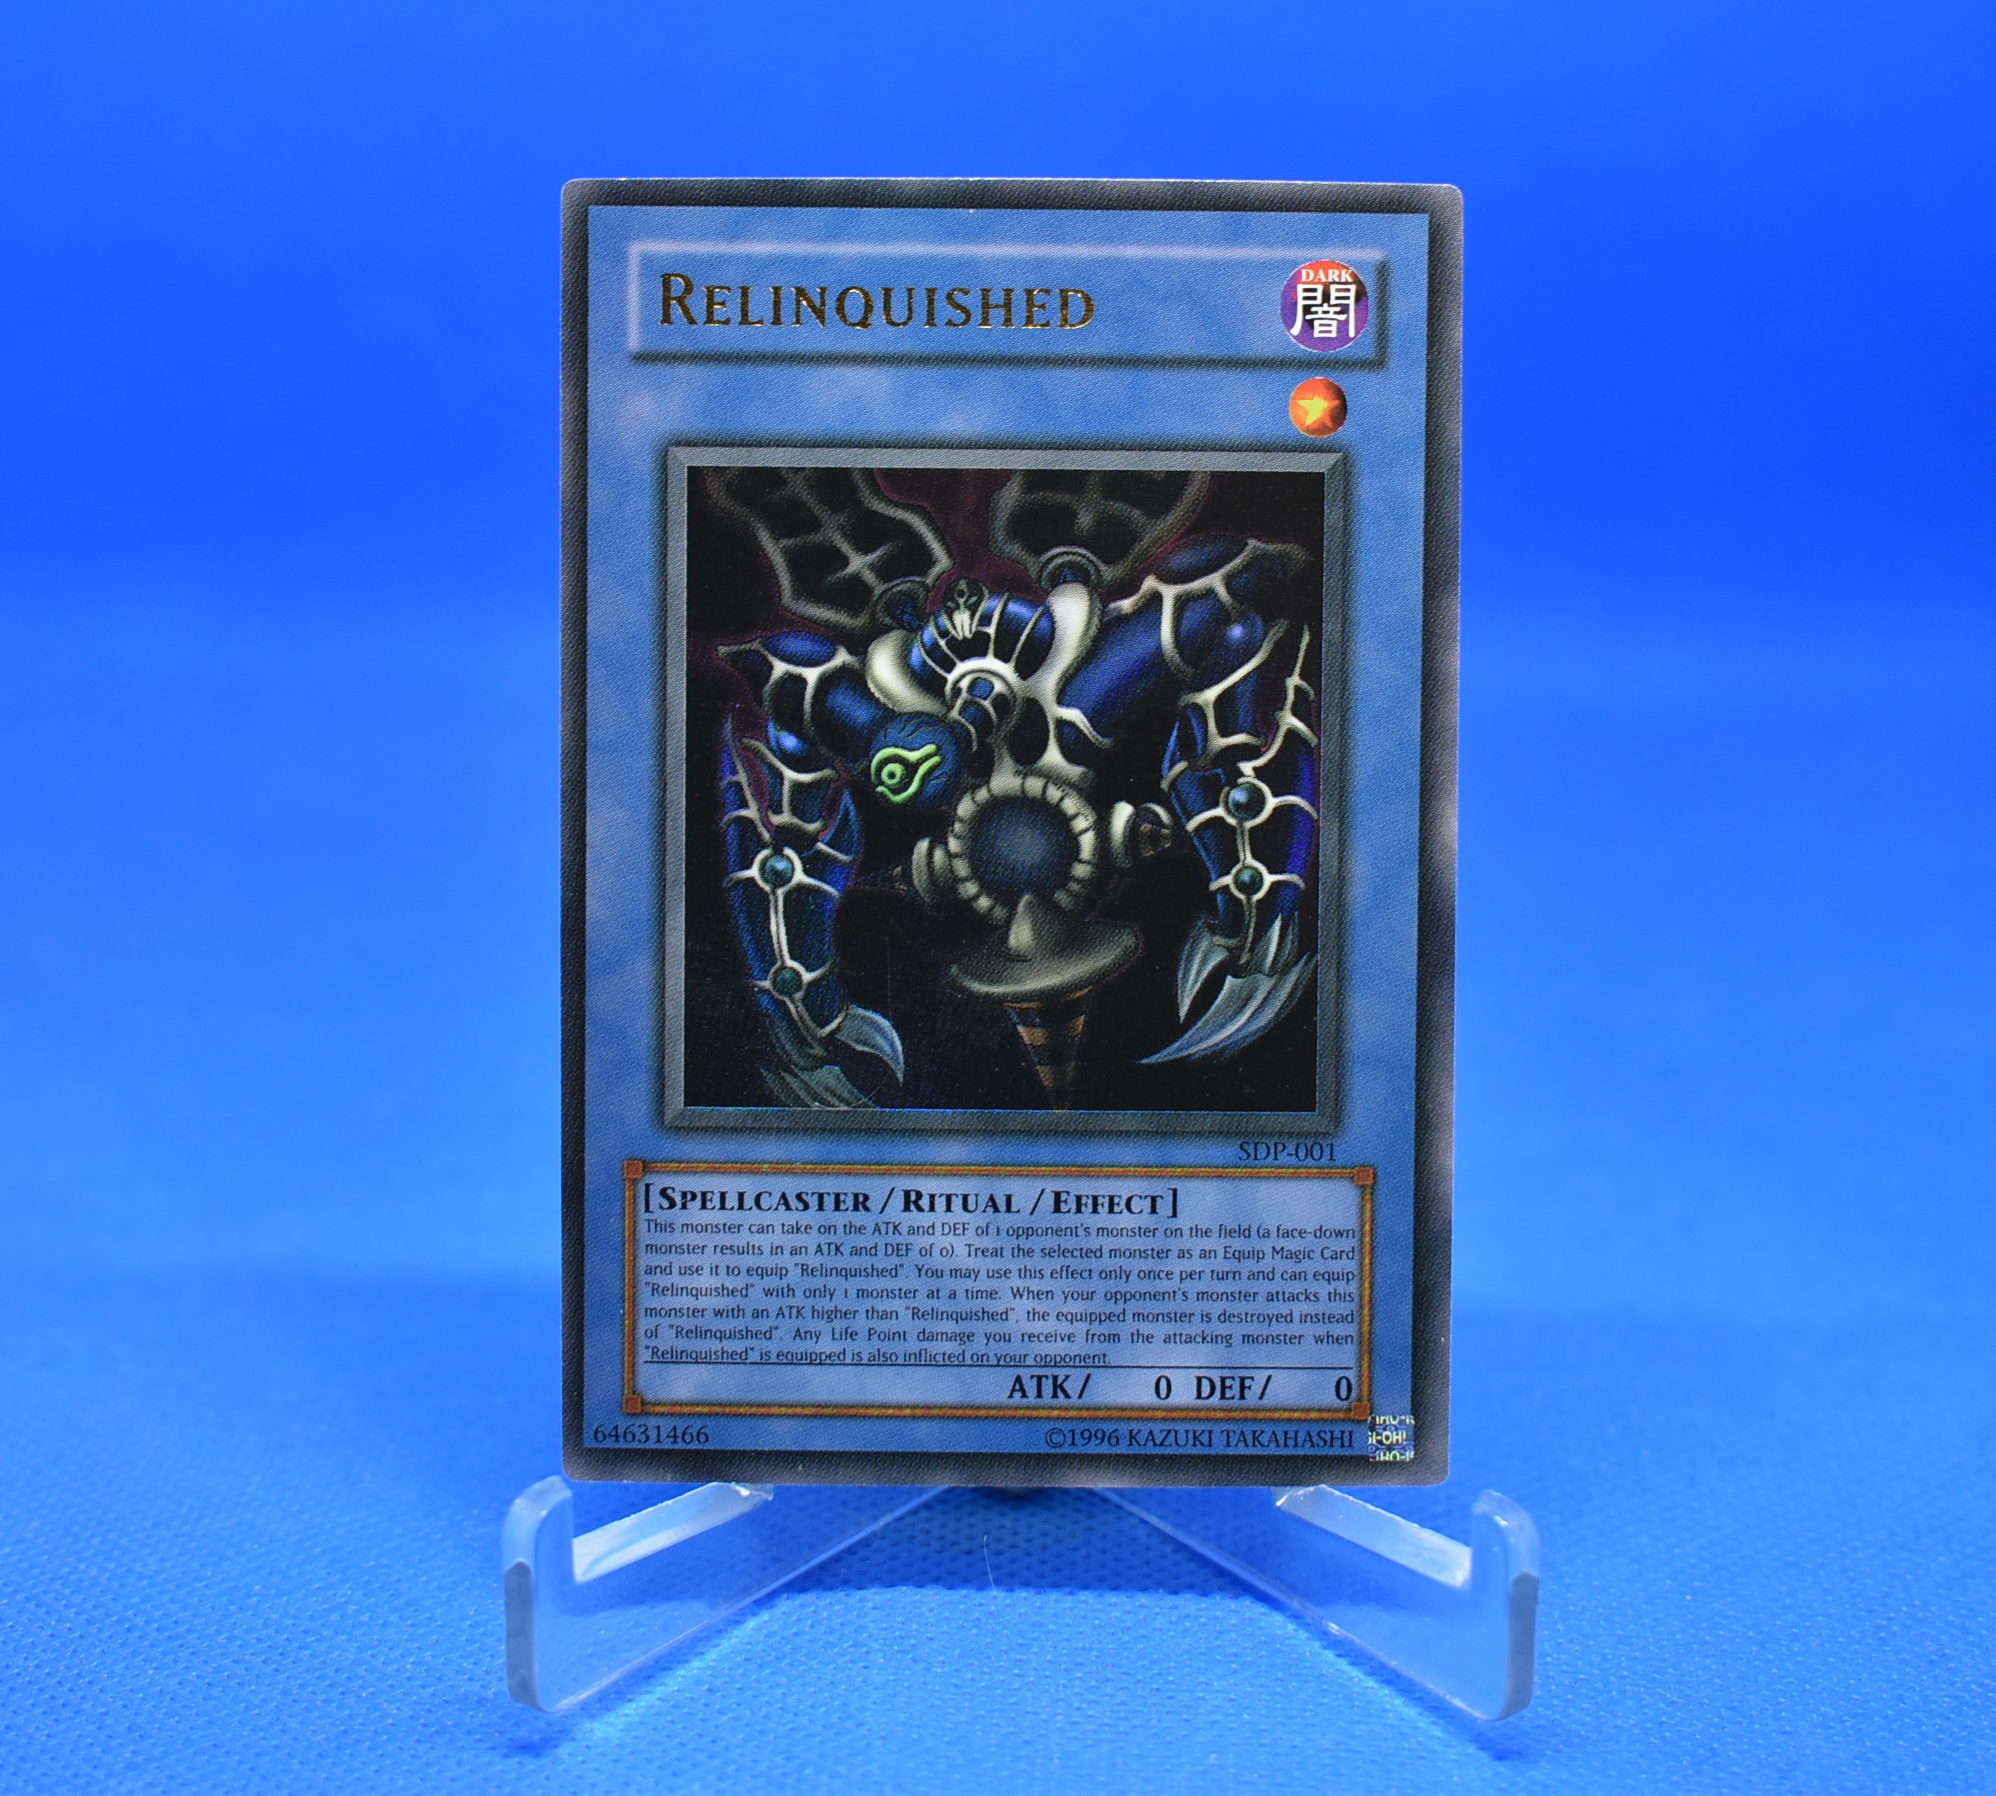 RELINQUISHED
DARK
闇
SDP-001
[SPELLCASTER / RITUAL / EFFECT]
This monster can take on the ATK and DEF of 1 opponent's monster on the field (a face-down
monster results in an ATK and DEF of 0). Treat the selected monster as an Equip Magic Card
and use it to equip "Relinquished". You may use this effect only once per turn and can equip
"Relinquished" with only 1 monster at a time. When your opponent's monster attacks this
monster with an ATK higher than "Relinquished", the equipped monster is destroyed instead
of "Relinquished". Any Life Point damage you receive from the attacking monster when
"Relinquished" is equipped is also inflicted on your opponent.
ATK/ 0 DEF/ 0
64631466 ©1996 KAZUKI TAKAHASHI